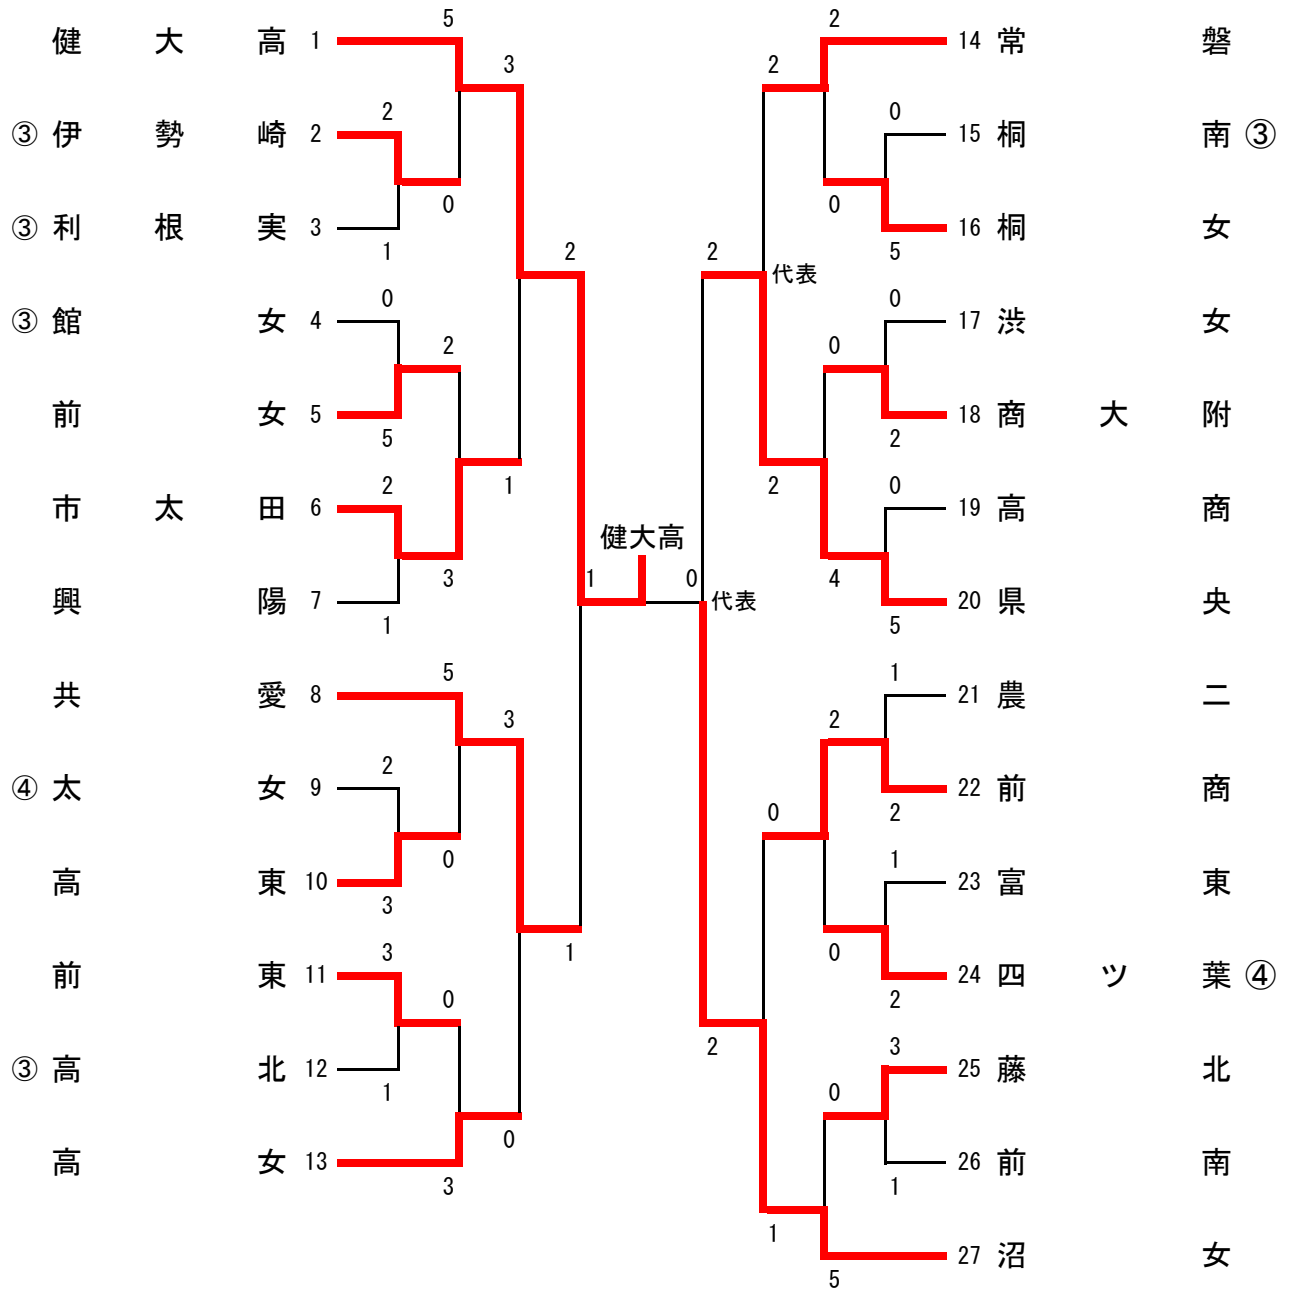 5
2
健大高 1
14 常磐
3
2
2
0
③ 伊勢崎 2
15 桐南 ③
0
0
③ 利根実 3
16 桐女
1
5
2
2
代表
0
0
③ 館女 4
17 渋女
2
0
前女 5
18 商大附
5
2
2
1
2
0
市太田 6
19 高商
健大高
3
1
0
4
興陽 7
代表
20 県央
1
5
5
1
共愛 8
21 農二
3
2
2
④ 太女 9
22 前商
0
2
0
1
高東 10
23 富東
3
3
1
0
前東 11
24 四ツ葉 ④
0
2
2
3
③ 高北 12
25 藤北
1
0
0
高女 13
26 前南
3
1
1
27 沼女
5